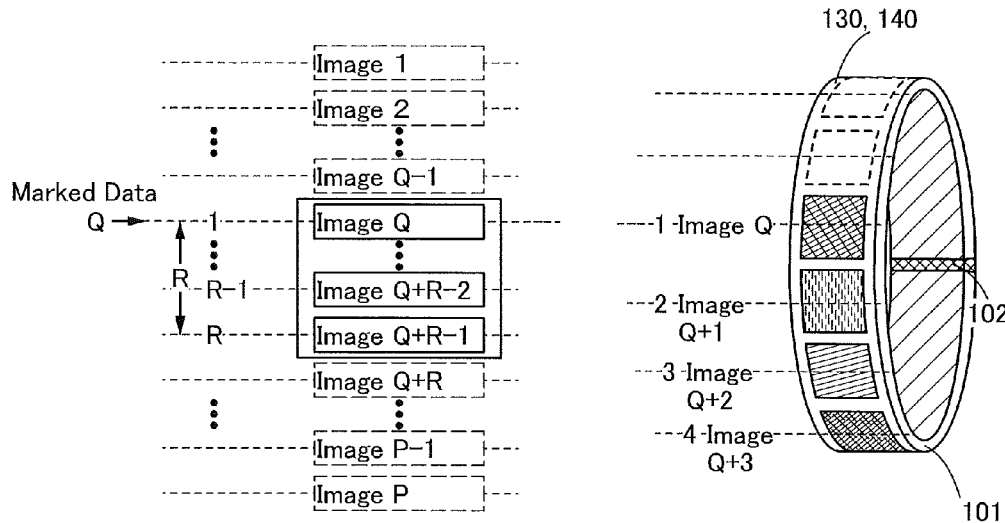 130, 140
Image 1
Image 2
Image Q-1
Marked Data
Q
1
Image Q
R
R-1
Image Q+R-2
R
Image Q+R-1
Image Q+R
Image P-1
Image P
1 Image Q
2 Image
Q+1
102
3 Image
Q+2
4 Image
Q+3
101